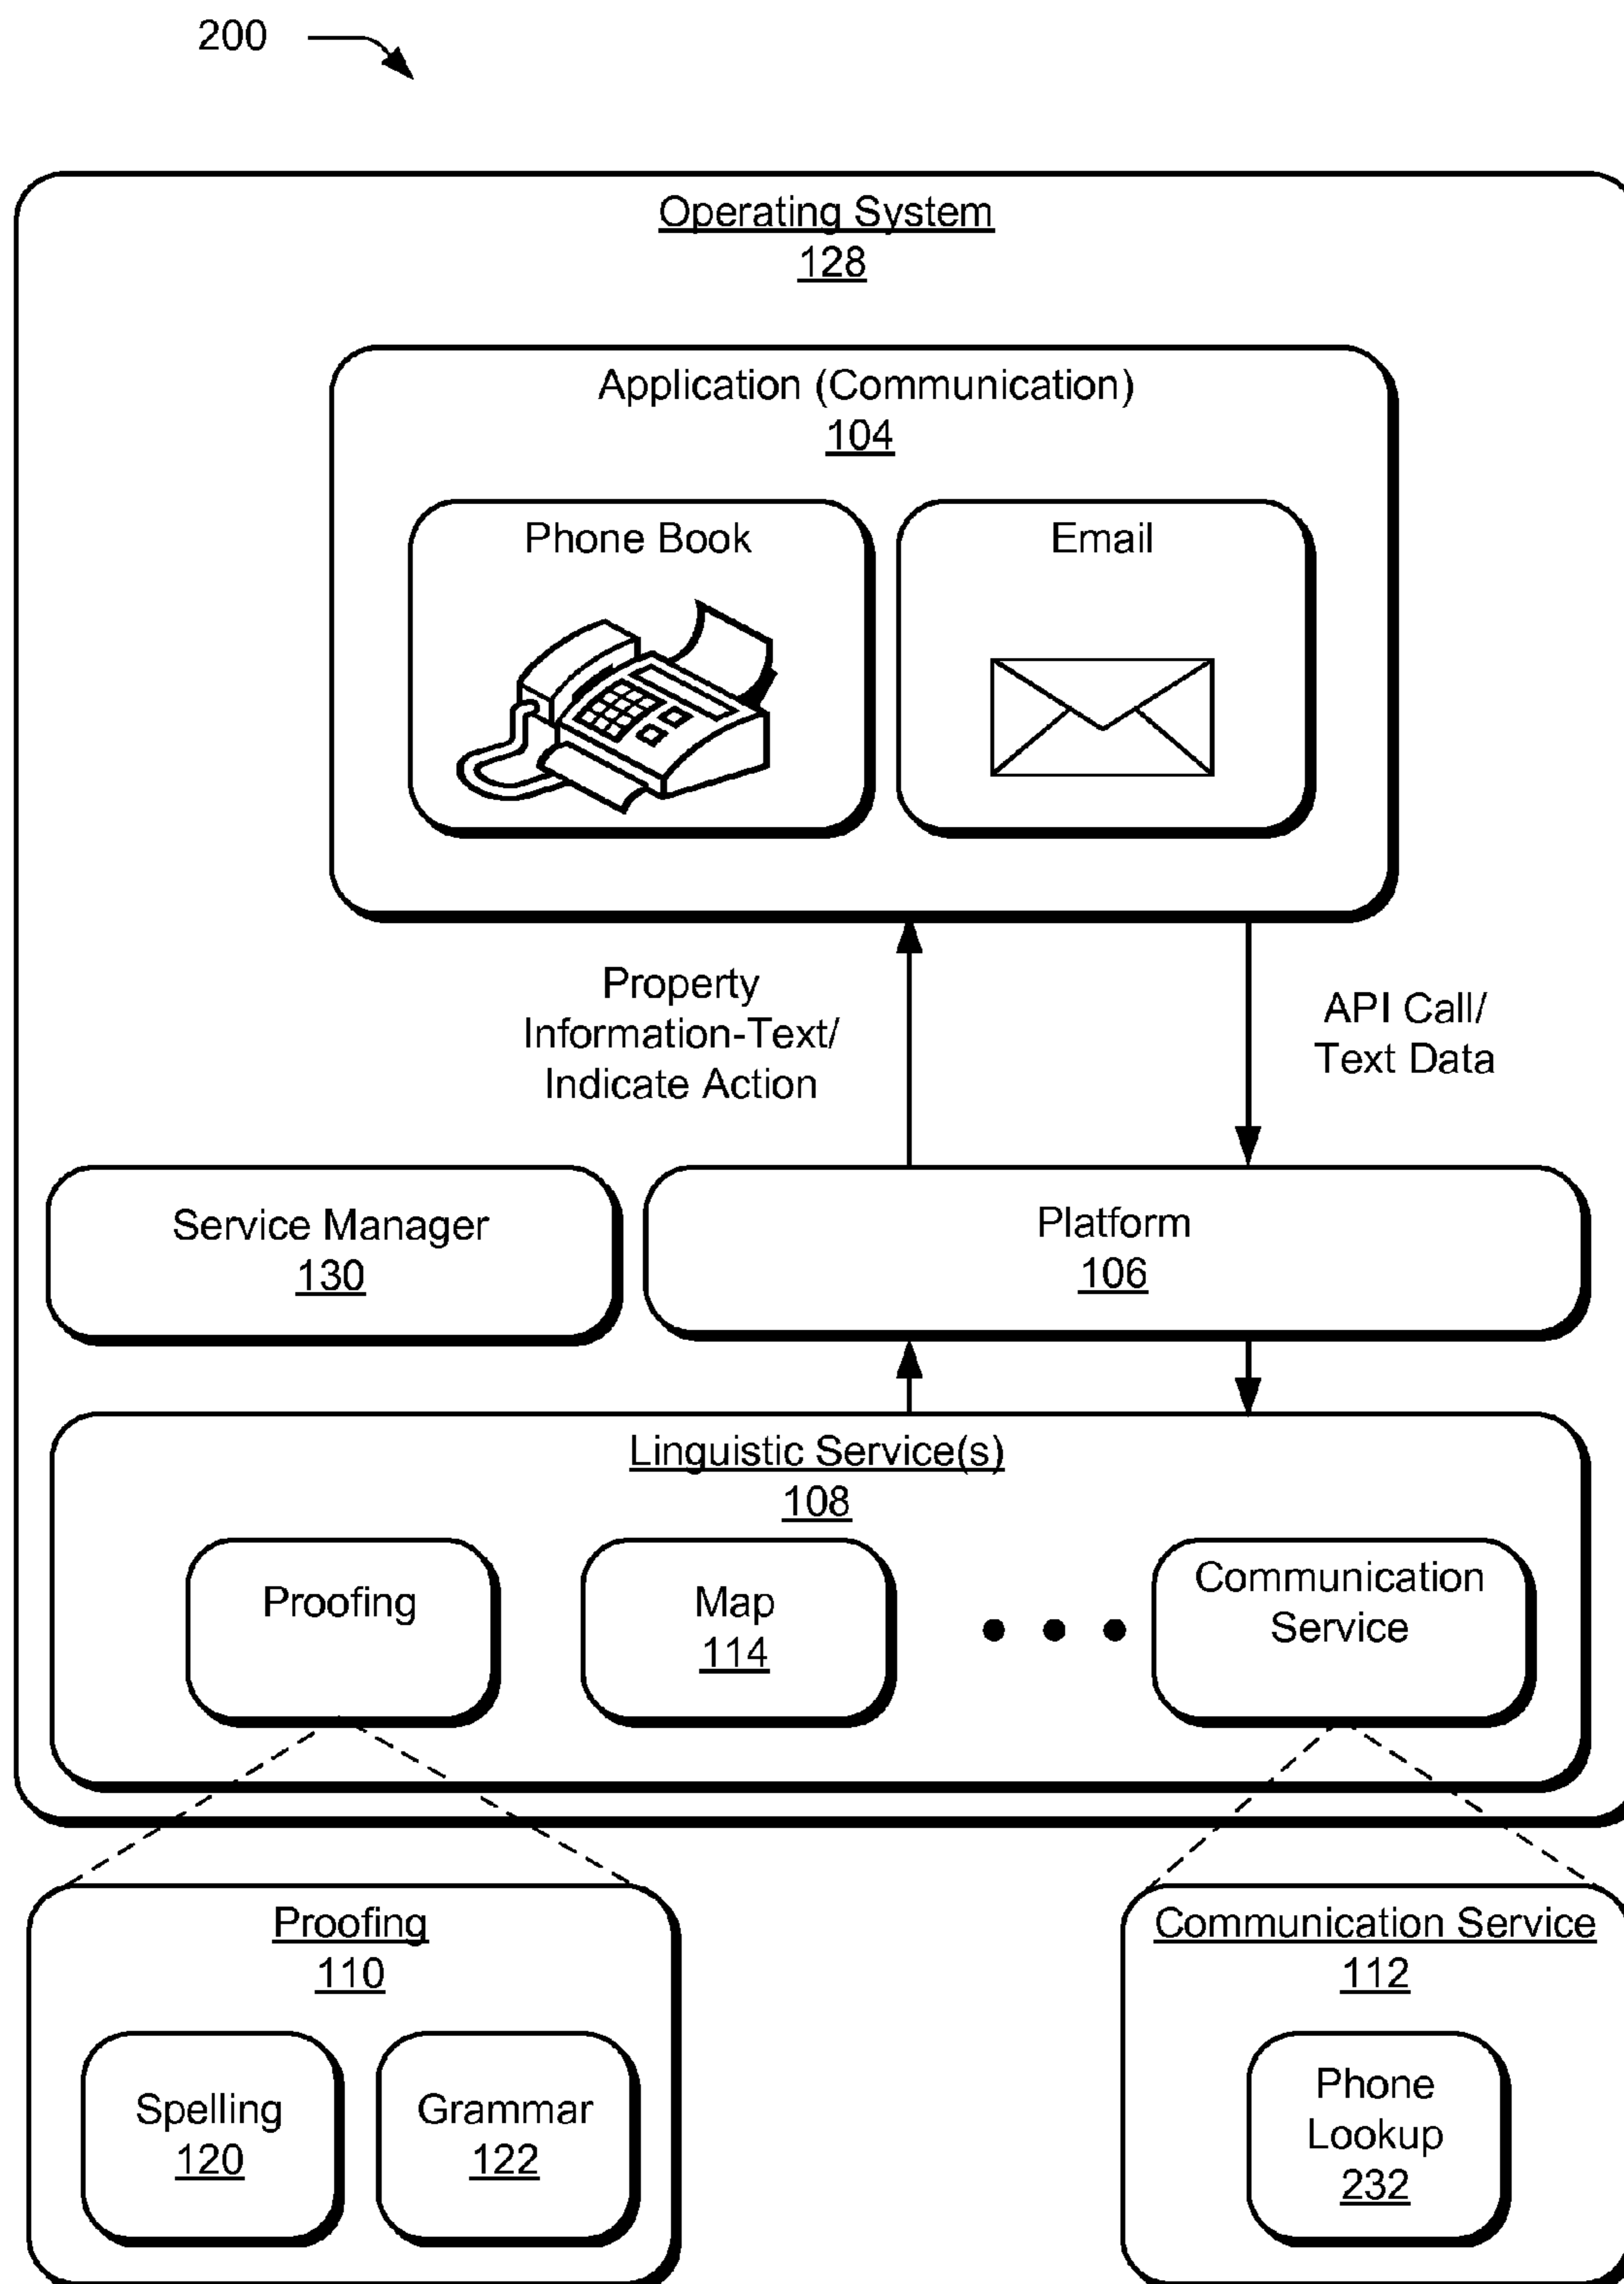 200
Operating System
128
Application (Communication)
104
Phone Book
Email
Property
Information-Text/
Indicate Action
API Call/
Text Data
Service Manager
130
Platform
106
Linguistic Service(s)
108
Proofing
Map
114
Communication
Service
Proofing
110
Spelling
120
Grammar
122
Communication Service
112
Phone
Lookup
232